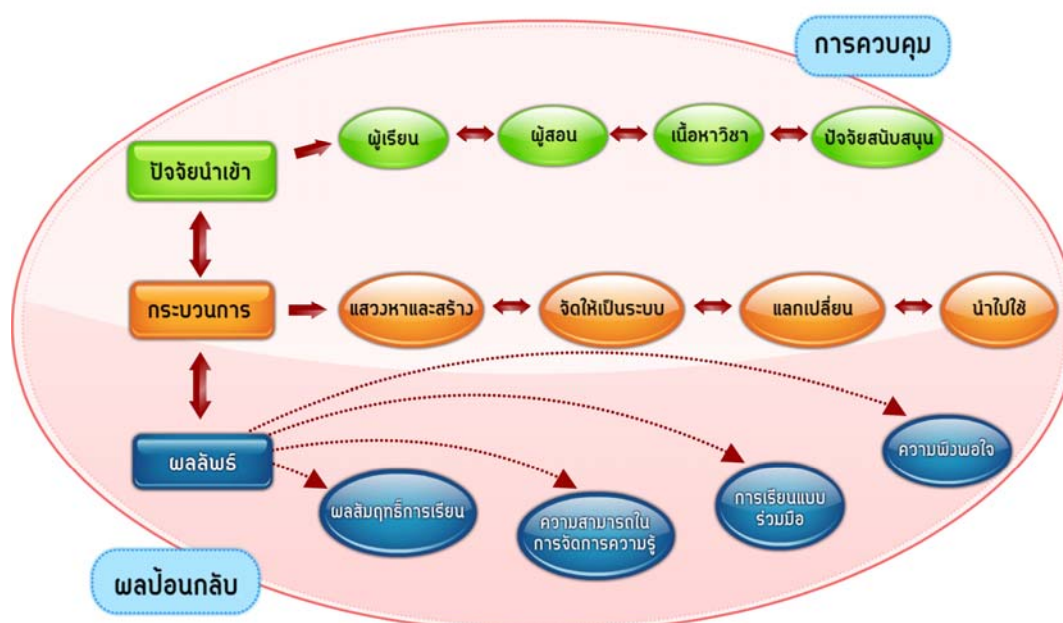 การควบคุม
ปัจจัยนำเข้า
ผู้เรียน
ผู้สอน
เนื้อหาวิชา
ปัจจัยสนับสนุน
กระบวนการ
แสวงหาและสร้าง
จัดให้เป็นระบบ
แลกเปลี่ยน
นำไปใช้
ผลลัพธ์
ผลสัมฤทธิ์การเรียน
ความสามารถใน
การจัดการความรู้
การเรียนแบบ
ร่วมมือ
ความพึงพอใจ
ผลป้อนกลับ